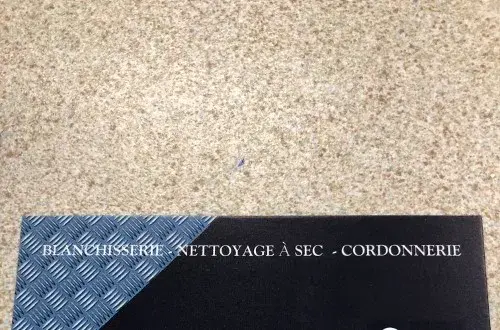 BLANCHISSERIE - NETTOYAGE À SEC - CORDONNERIE